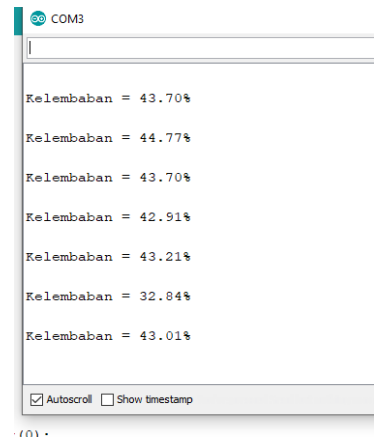 COM3
Kelembaban = 43.70%
Kelembaban = 44.77%
Kelembaban = 43.70%
Kelembaban = 42.91%
Kelembaban = 43.21%
Kelembaban = 32.84%
Kelembaban = 43.01%
Autoscroll Show timestamp
(0);